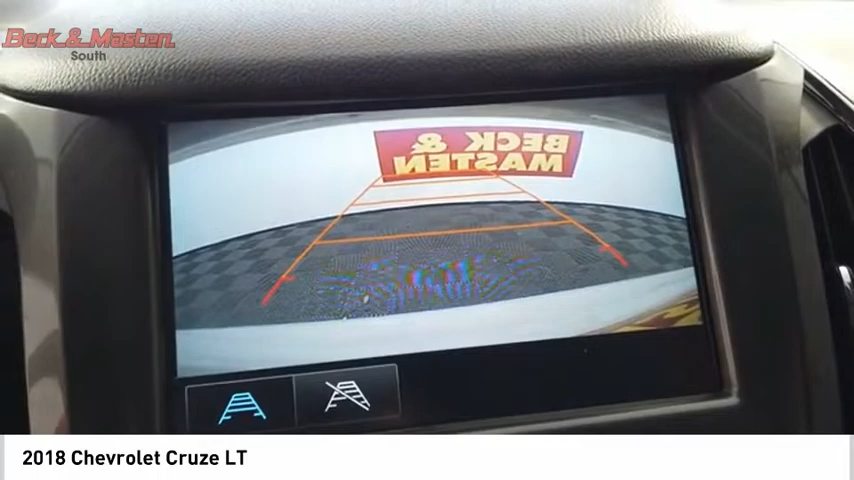 Beck & Masten
South
BECK &
MASTEN
2018 Chevrolet Cruze LT